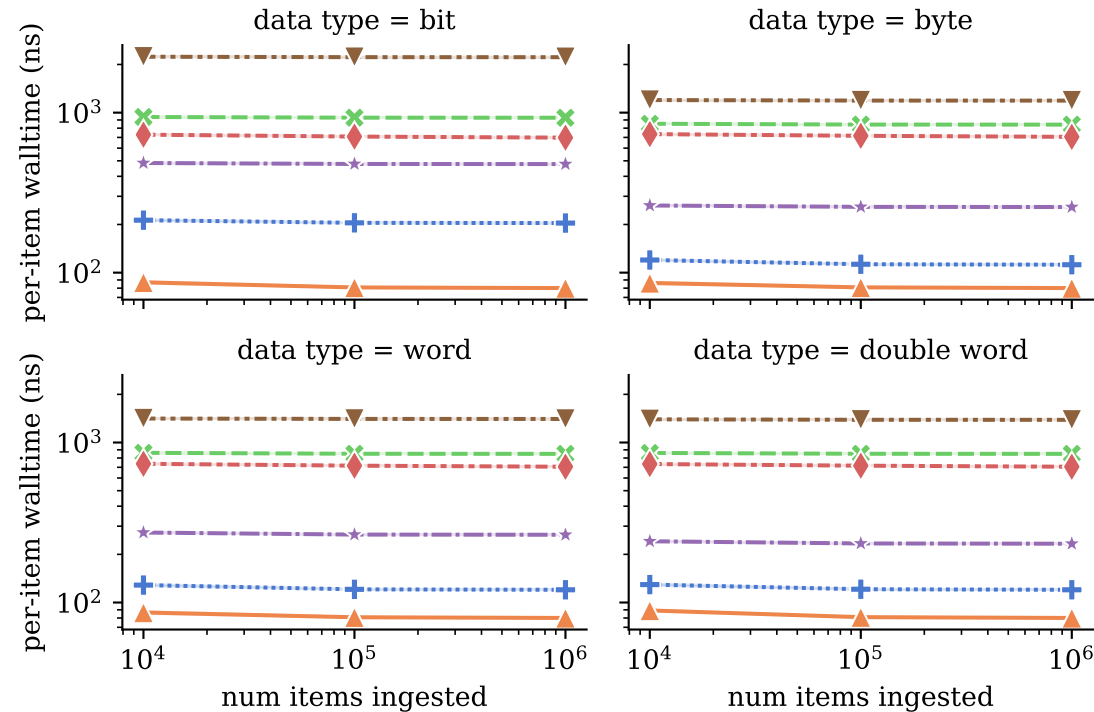 data type = bit
data type = byte
per-item walltime (ns)
10³
10²
data type = word
data type = double word
per-item walltime (ns)
10³
10²
10⁴ 10⁵ 10⁶
10⁴ 10⁵ 10⁶
num items ingested
num items ingested